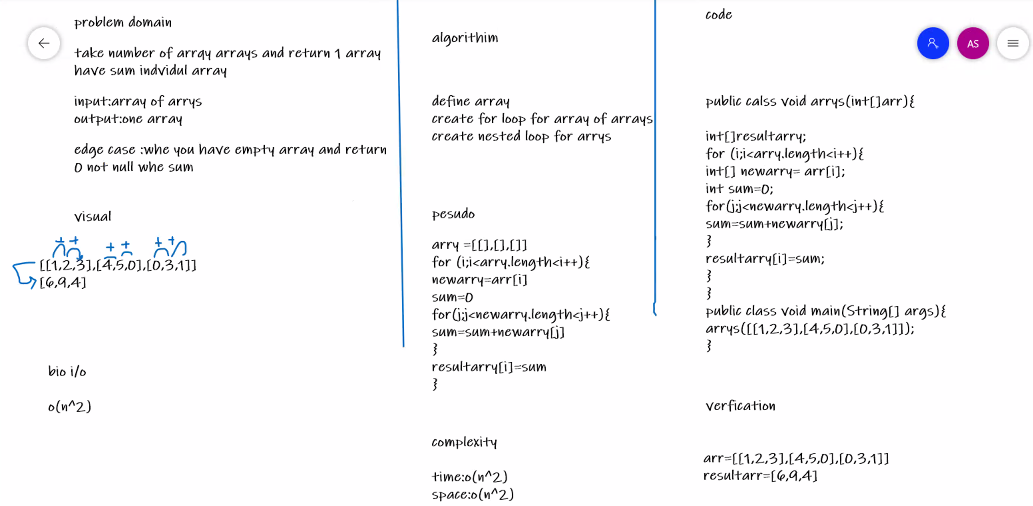 problem domain
take number of array arrays and return 1 array
have sum indvidul array
input:array of arrys
output:one array
edge case :whe you have empty array and return
0 not null whe sum
visual
+ + + + + +
[[1,2,3],[4,5,0],[0,3,1]]
[6,9,4]
bio i/o
o(n^2)
algorithim
define array
create for loop for array of arrays
create nested loop for arrys
pesudo
arry =[[],[],[]]
for (i;i<array.length<i++){
newarry=arr[i]
sum=0
for(j;j<newarry.length<j++){
sum=sum+newarry[j]
}
resultarry[i]=sum
}
complexity
time:o(n^2)
space:o(n^2)
code
AS
public calss void arrys(int[]arr){
int[]resultarry;
for (i;i<arry.length<i++){
int[] newarry= arr[i];
int sum=0;
for(j;j<newarry.length<j++){
sum=sum+newarry[j];
}
resultarry[i]=sum;
}
}
public class void main(String[] args){
arrys([[1,2,3],[4,5,0],[0,3,1]]);
}
verfication
arr=[[1,2,3],[4,5,0],[0,3,1]]
resultarr=[6,9,4]